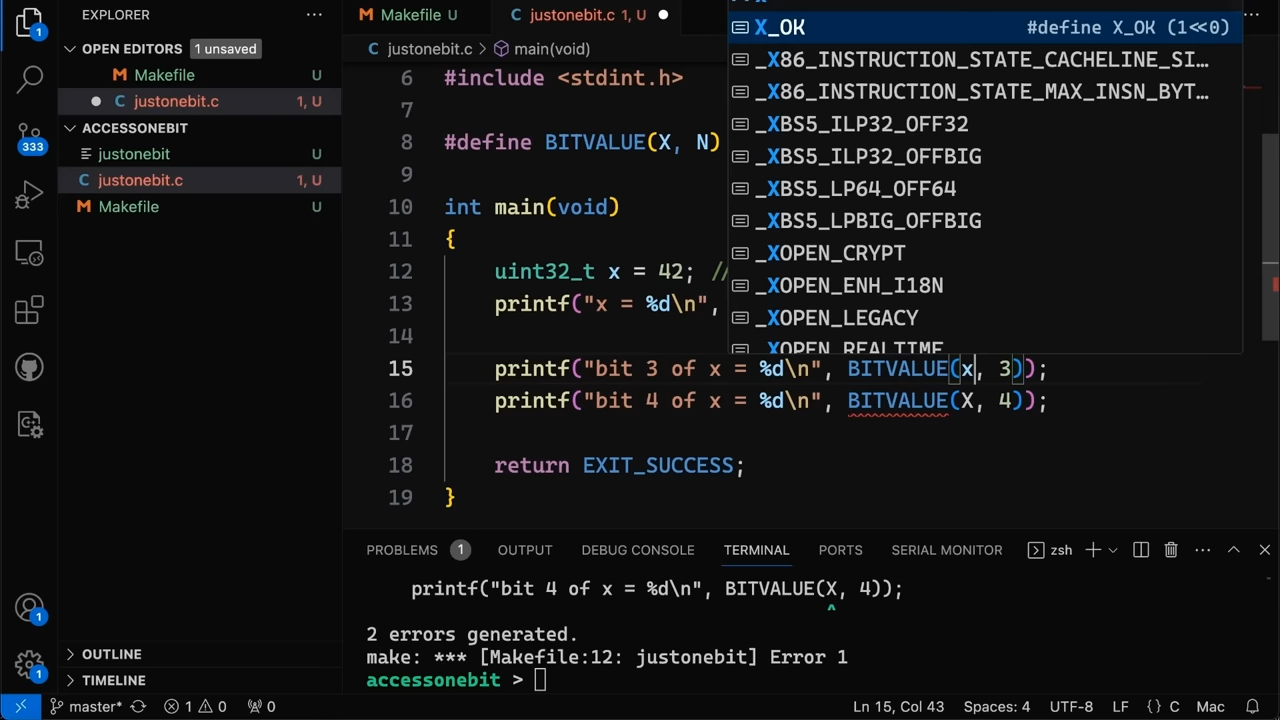 EXPLORER
OPEN EDITORS 1 unsaved
Makefile U
justonebit.c 1, U
ACCESSONEBIT
justonebit U
justonebit.c 1, U
Makefile U
OUTLINE
TIMELINE
1
333
1
1
Makefile U
justonebit.c 1, U
justonebit.c > main(void)
6 #include <stdint.h>
7
8 #define BITVALUE(X, N)
9
10 int main(void)
11 {
12 uint32_t x = 42; //
13 printf("x = %d\n",
14
15 printf("bit 3 of x = %d\n", BITVALUE(x, 3));
16 printf("bit 4 of x = %d\n", BITVALUE(X, 4));
17
18 return EXIT_SUCCESS;
19 }
X_OK #define X_OK (1<<0)
_X86_INSTRUCTION_STATE_CACHELINE_SI...
_X86_INSTRUCTION_STATE_MAX_INSN_BYT...
_XBS5_ILP32_OFF32
_XBS5_ILP32_OFFBIG
_XBS5_LP64_OFF64
_XBS5_LPBIG_OFFBIG
_XOPEN_CRYPT
_XOPEN_ENH_I18N
_XOPEN_LEGACY
_XOPEN_REALTIME
PROBLEMS 1 OUTPUT DEBUG CONSOLE TERMINAL PORTS SERIAL MONITOR zsh
printf("bit 4 of x = %d\n", BITVALUE(X, 4));
^
2 errors generated.
make: *** [Makefile:12: justonebit] Error 1
accessonebit >
master* 1 0 0 Ln 15, Col 43 Spaces: 4 UTF-8 LF {} C Mac